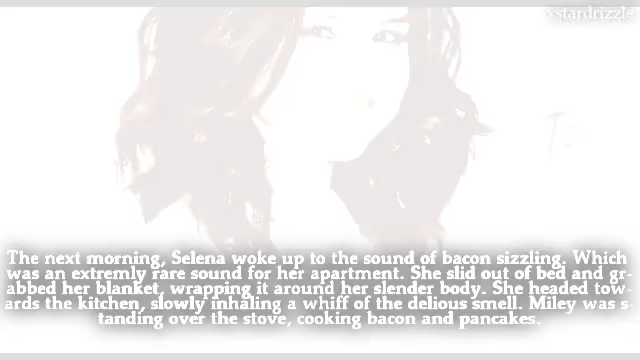 xstardrizzle
The next morning, Selena woke up to the sound of bacon sizzling. Which
was an extremly rare sound for her apartment. She slid out of bed and gr-
abbed her blanket, wrapping it around her slender body. She headed tow-
ards the kitchen, slowly inhaling a whiff of the delious smell. Miley was s-
tanding over the stove, cooking bacon and pancakes.